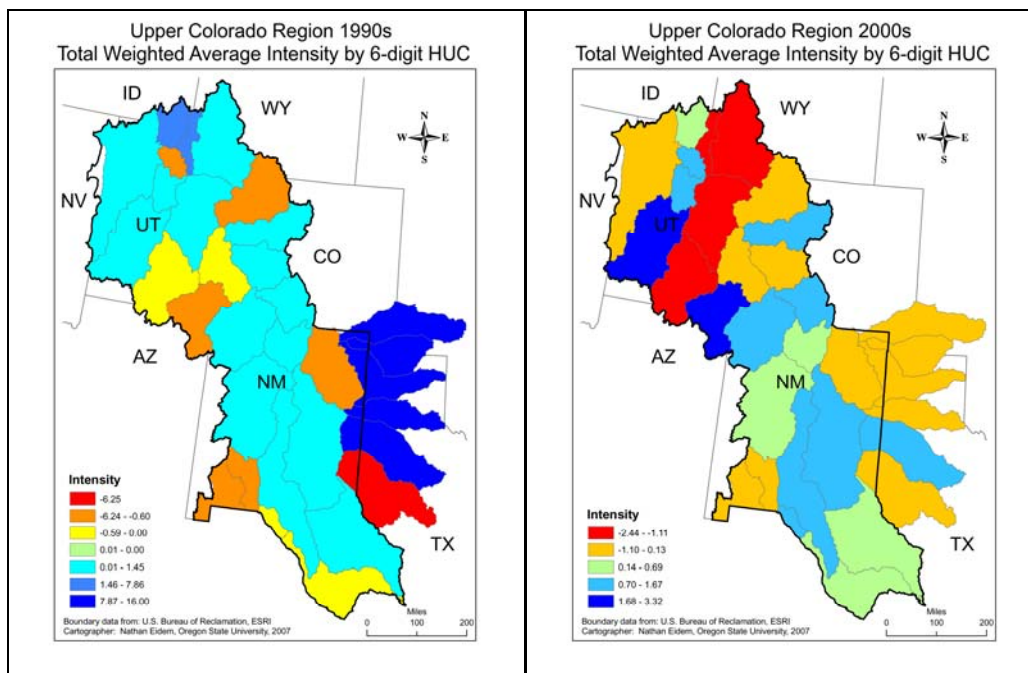 Upper Colorado Region 1990s
Total Weighted Average Intensity by 6-digit HUC
ID
WY
N
W E
S
NV
UT
CO
AZ
NM
TX
Intensity
-6.25
-6.24 - -0.60
-0.59 - 0.00
0.01 - 0.00
0.01 - 1.45
1.46 - 7.86
7.87 - 16.00
Boundary data from: U.S. Bureau of Reclamation, ESRI
Cartographer: Nathan Eidem, Oregon State University, 2007
Miles
0 100 200
Upper Colorado Region 2000s
Total Weighted Average Intensity by 6-digit HUC
ID
WY
N
W E
S
NV
UT
CO
AZ
NM
TX
Intensity
-2.44 - -1.11
-1.10 - 0.13
0.14 - 0.69
0.70 - 1.67
1.68 - 3.32
Boundary data from: U.S. Bureau of Reclamation, ESRI
Cartographer: Nathan Eidem, Oregon State University, 2007
Miles
0 100 200